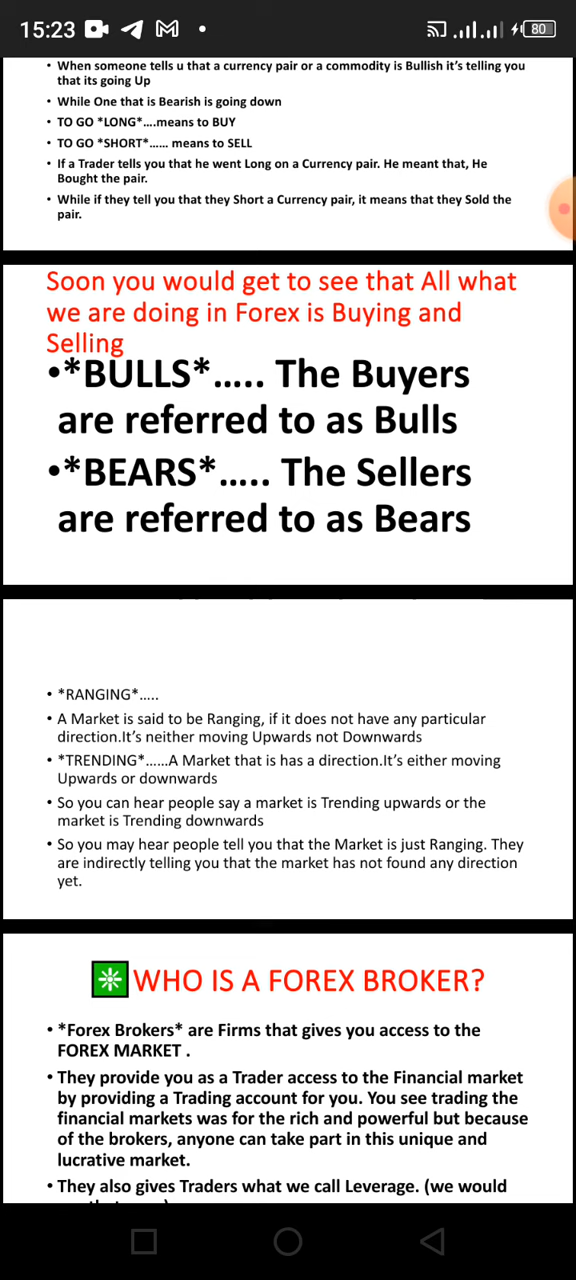 15:23
80
• When someone tells u that a currency pair or a commodity is Bullish it's telling you
that its going Up
• While One that is Bearish is going down
• TO GO *LONG*....means to BUY
• TO GO *SHORT*...... means to SELL
• If a Trader tells you that he went Long on a Currency pair. He meant that, He
Bought the pair.
• While if they tell you that they Short a Currency pair, it means that they Sold the
pair.
Soon you would get to see that All what
we are doing in Forex is Buying and
Selling
•*BULLS*..... The Buyers
are referred to as Bulls
•*BEARS*..... The Sellers
are referred to as Bears
• *RANGING*.....
• A Market is said to be Ranging, if it does not have any particular
direction.It's neither moving Upwards not Downwards
• *TRENDING*......A Market that is has a direction.It's either moving
Upwards or downwards
• So you can hear people say a market is Trending upwards or the
market is Trending downwards
• So you may hear people tell you that the Market is just Ranging. They
are indirectly telling you that the market has not found any direction
yet.
WHO IS A FOREX BROKER?
• *Forex Brokers* are Firms that gives you access to the
FOREX MARKET .
• They provide you as a Trader access to the Financial market
by providing a Trading account for you. You see trading the
financial markets was for the rich and powerful but because
of the brokers, anyone can take part in this unique and
lucrative market.
• They also gives Traders what we call Leverage. (we would